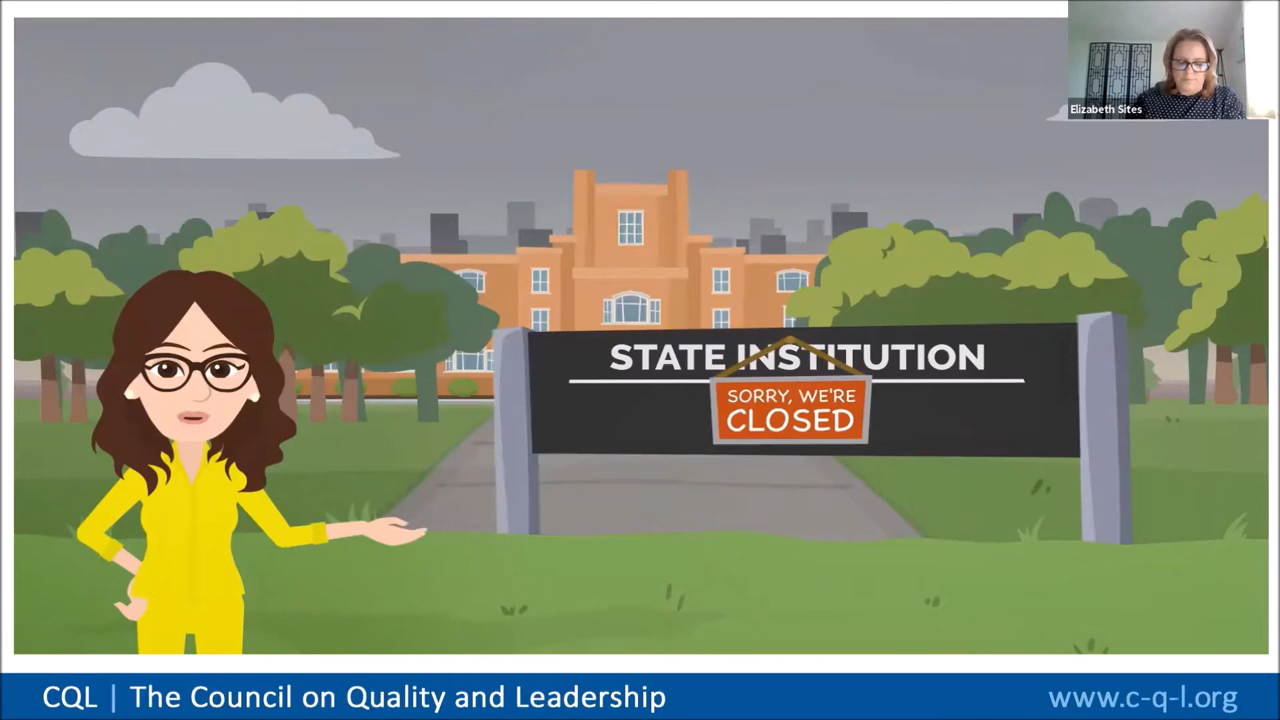 Elizabeth Sites
STATE INSTITUTION
SORRY, WE'RE
CLOSED
CQL | The Council on Quality and Leadership
www.c-q-l.org